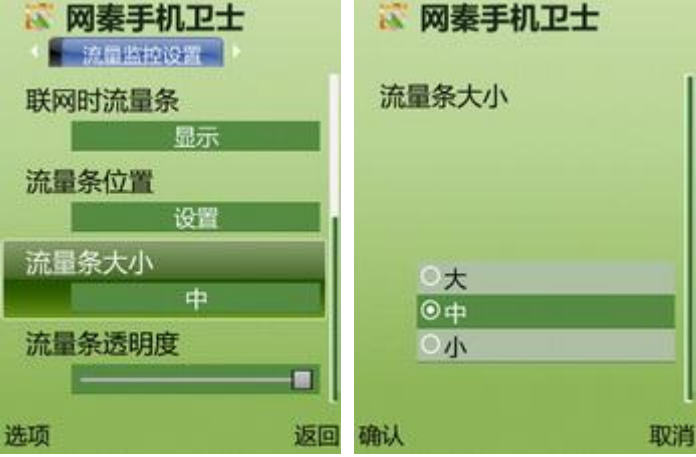 网秦手机卫士
流量监控设置
联网时流量条
显示
流量条位置
设置
流量条大小
中
流量条透明度
选项
返回
网秦手机卫士
流量条大小
大
中
小
确认
取消